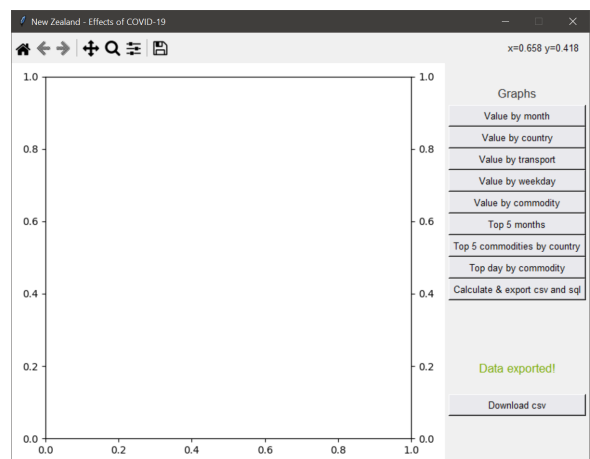 New Zealand - Effects of COVID-19
x=0.658 y=0.418
1.0
0.8
0.6
0.4
0.2
0.0
0.0 0.2 0.4 0.6 0.8 1.0
1.0
0.8
0.6
0.4
0.2
0.0
Graphs
Value by month
Value by country
Value by transport
Value by weekday
Value by commodity
Top 5 months
Top 5 commodities by country
Top day by commodity
Calculate & export csv and sql
Data exported!
Download csv